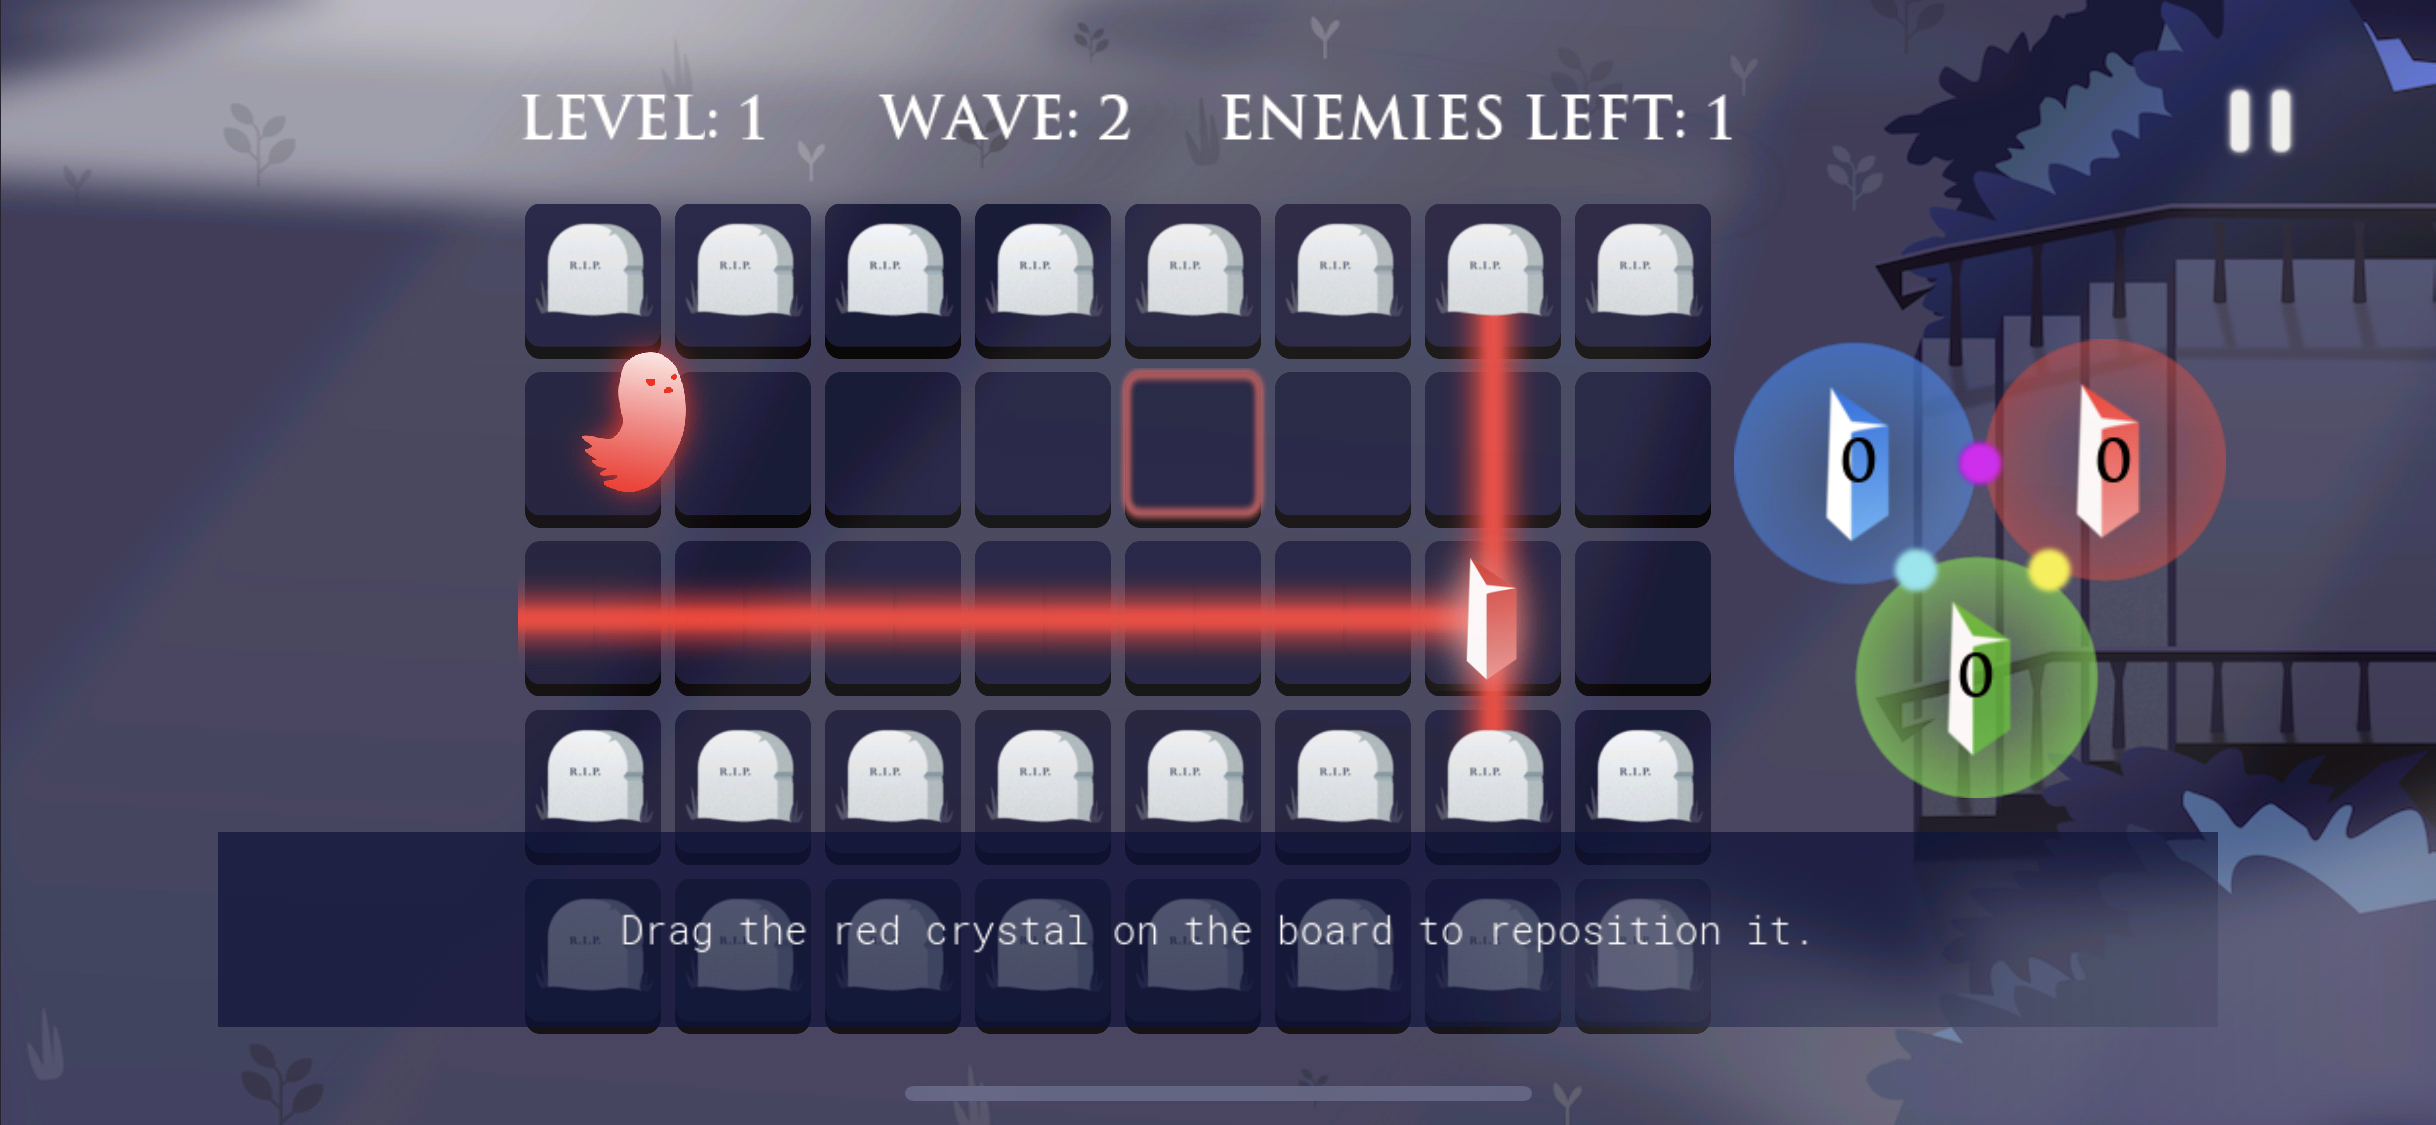 LEVEL: 1 WAVE: 2 ENEMIES LEFT: 1
R.I.P. R.I.P. R.I.P. R.I.P. R.I.P. R.I.P. R.I.P. R.I.P.
0 0
0
R.I.P. R.I.P. R.I.P. R.I.P. R.I.P. R.I.P. R.I.P. R.I.P.
Drag the red crystal on the board to reposition it.